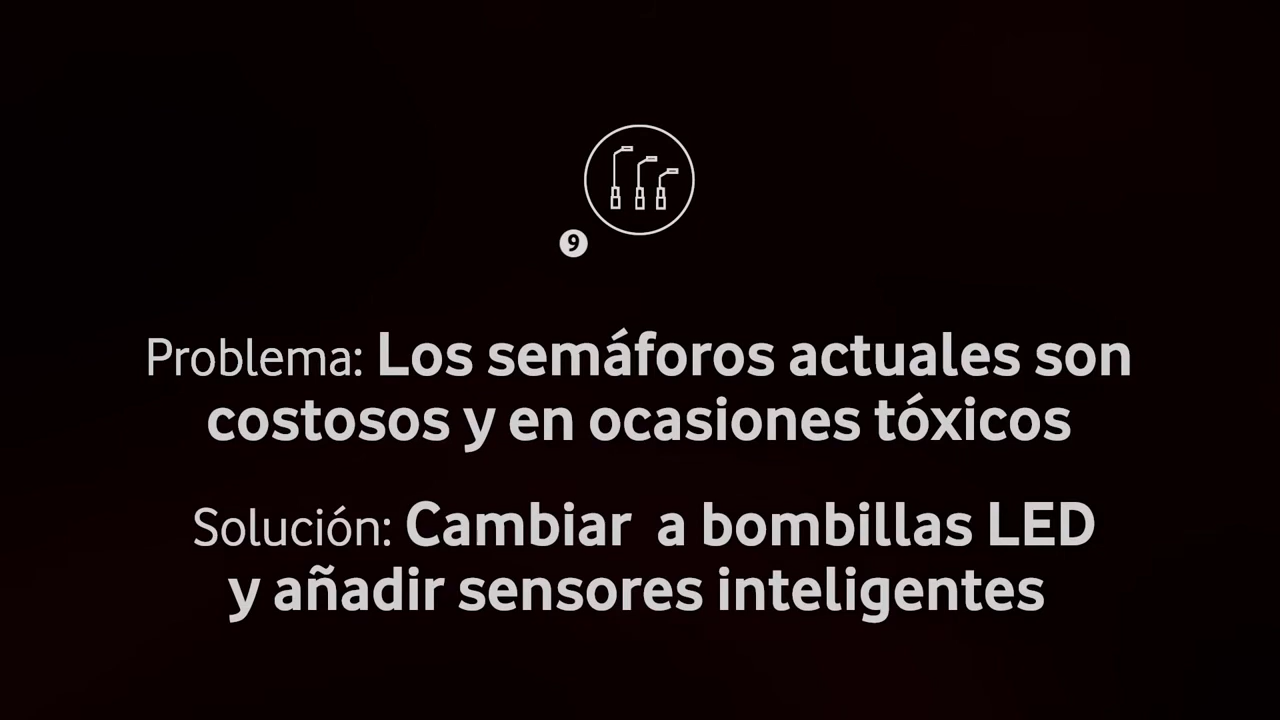 9
Problema: Los semáforos actuales son
costosos y en ocasiones tóxicos
Solución: Cambiar  a bombillas LED
y añadir sensores inteligentes